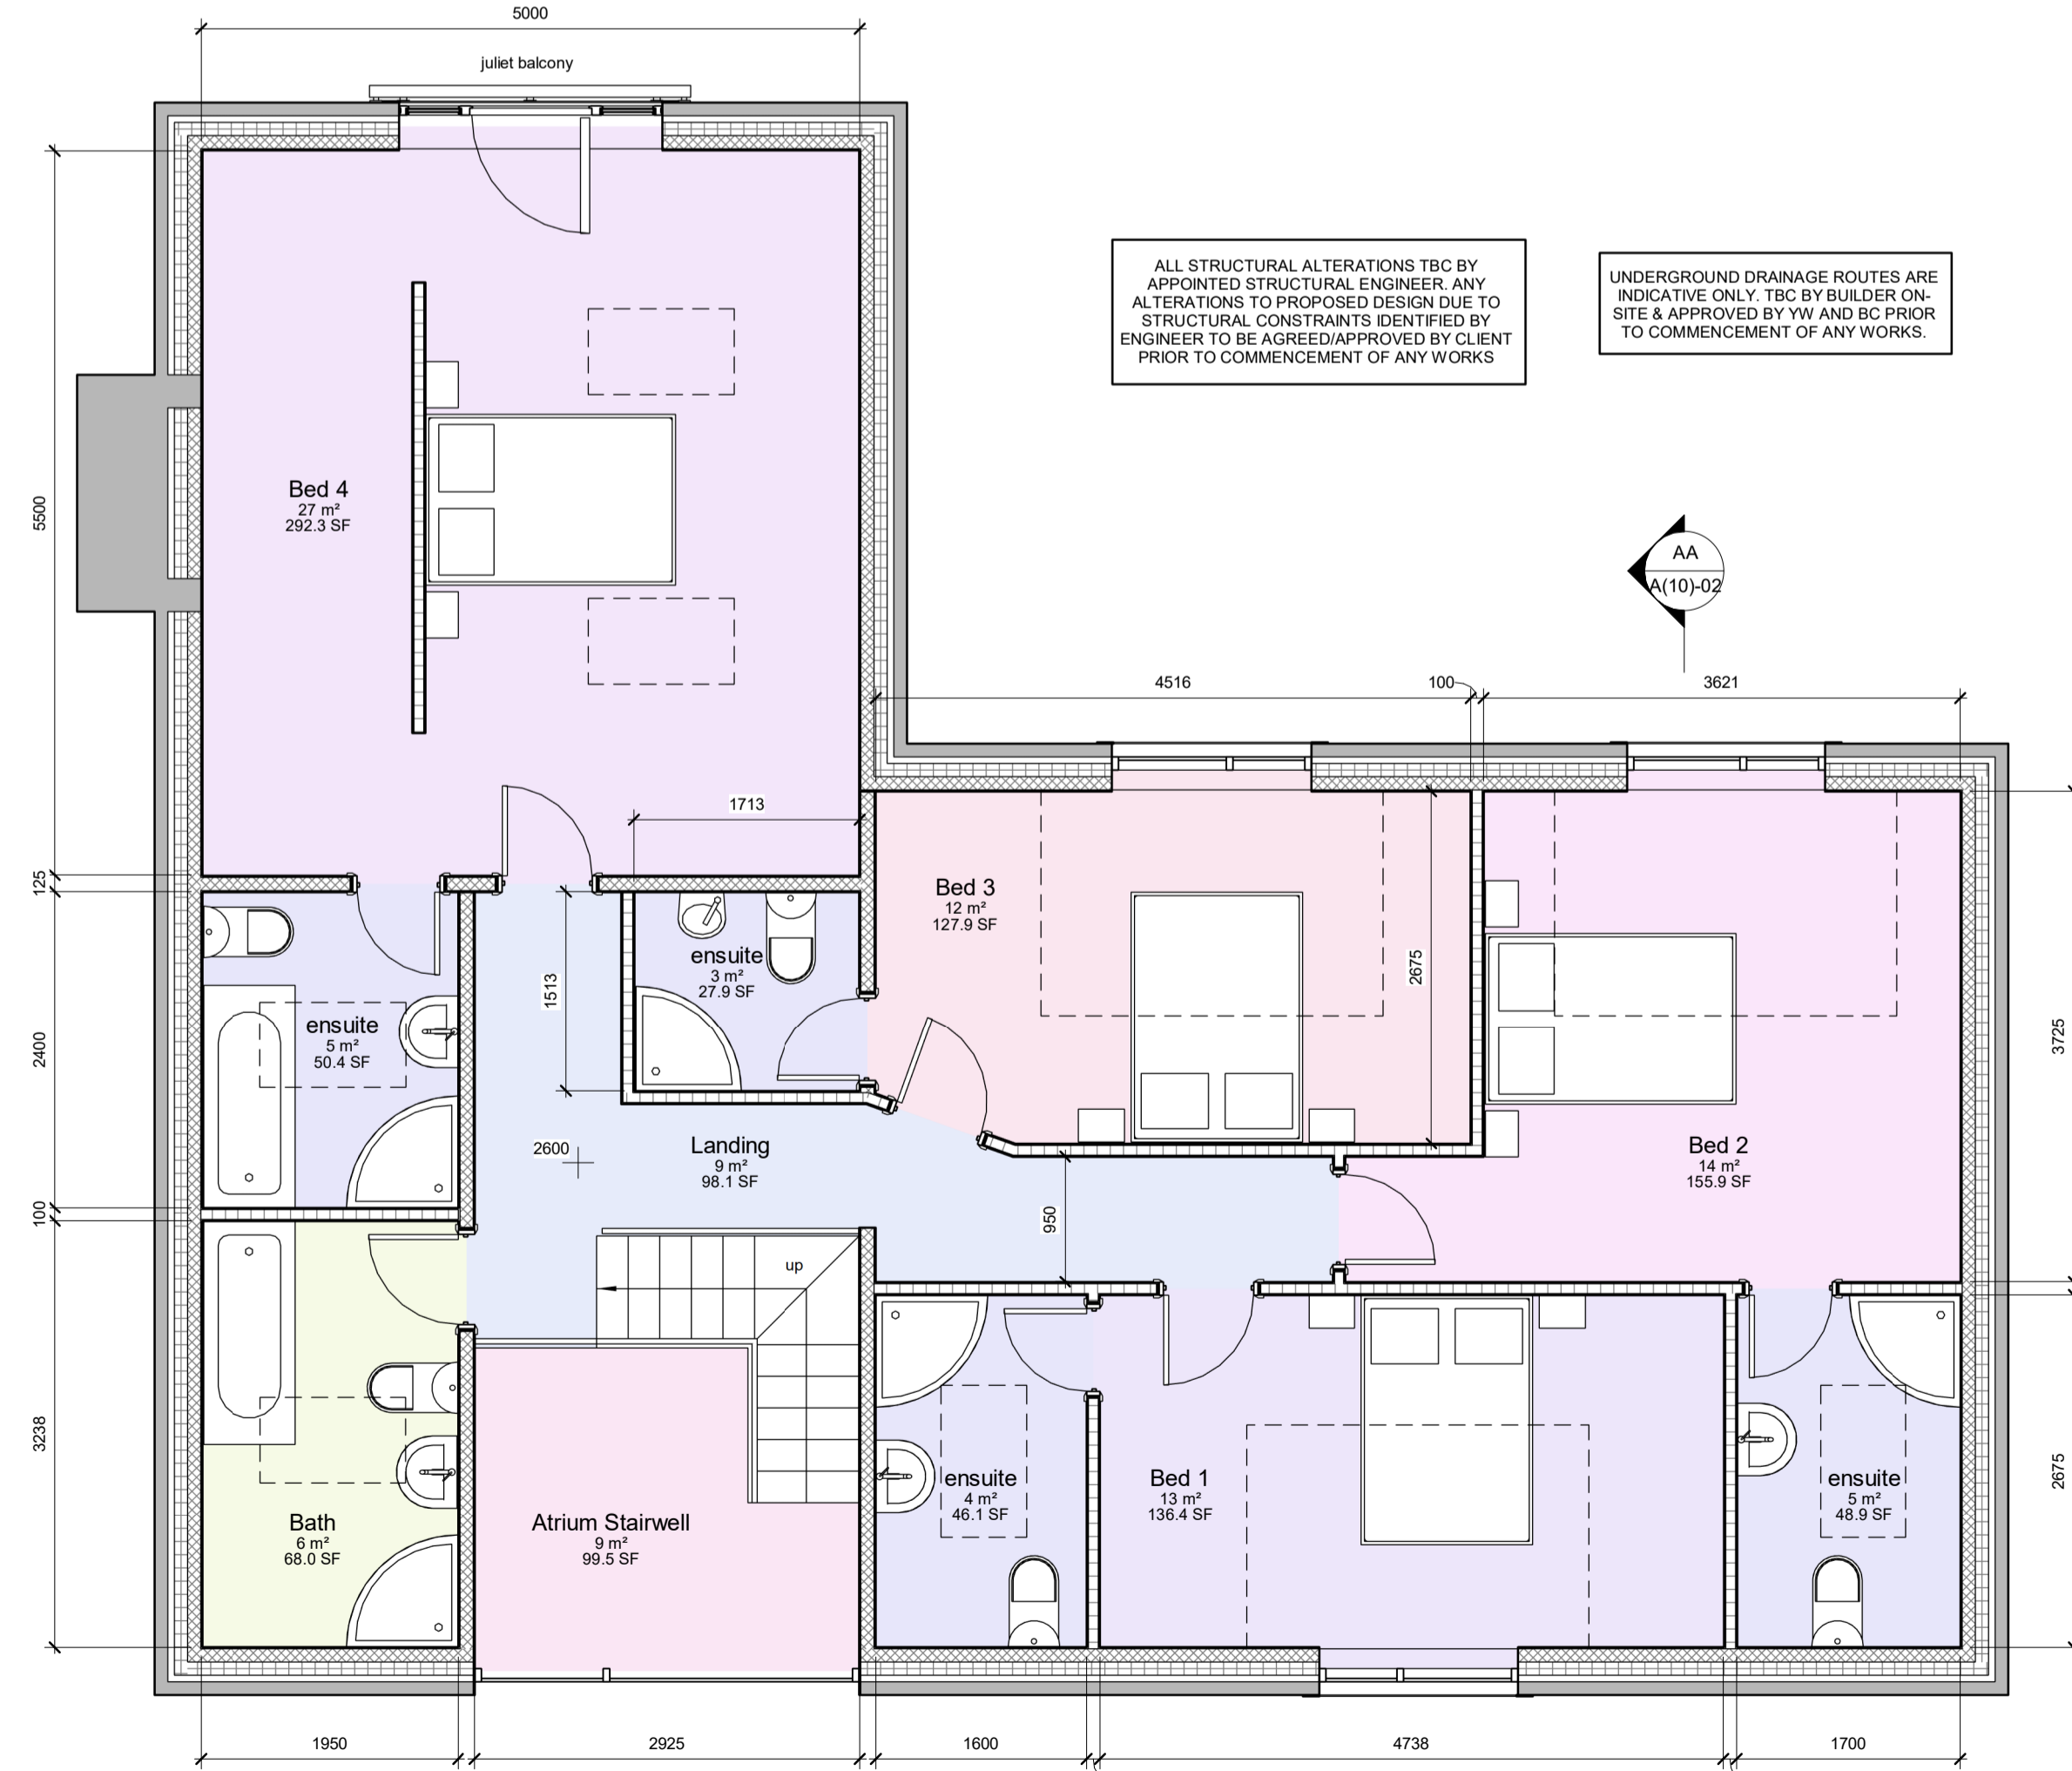 5000
juliet balcony
ALL STRUCTURAL ALTERATIONS TBC BY
APPOINTED STRUCTURAL ENGINEER. ANY
ALTERATIONS TO PROPOSED DESIGN DUE TO
STRUCTURAL CONSTRAINTS IDENTIFIED BY
ENGINEER TO BE AGREED/APPROVED BY CLIENT
PRIOR TO COMMENCEMENT OF ANY WORKS
UNDERGROUND DRAINAGE ROUTES ARE
INDICATIVE ONLY. TBC BY BUILDER ON-
SITE & APPROVED BY YW AND BC PRIOR
TO COMMENCEMENT OF ANY WORKS.
Bed 4
27 m²
292.3 SF
5500
AA
A(10)-02
4516
100
3621
1713
125
Bed 3
12 m²
127.9 SF
2675
ensuite
3 m²
27.9 SF
1513
ensuite
5 m²
50.4 SF
2400
3725
2600
Landing
9 m²
98.1 SF
Bed 2
14 m²
155.9 SF
100
950
up
3238
Bath
6 m²
68.0 SF
Atrium Stairwell
9 m²
99.5 SF
ensuite
4 m²
46.1 SF
Bed 1
13 m²
136.4 SF
ensuite
5 m²
48.9 SF
2675
1950
2925
1600
4738
1700